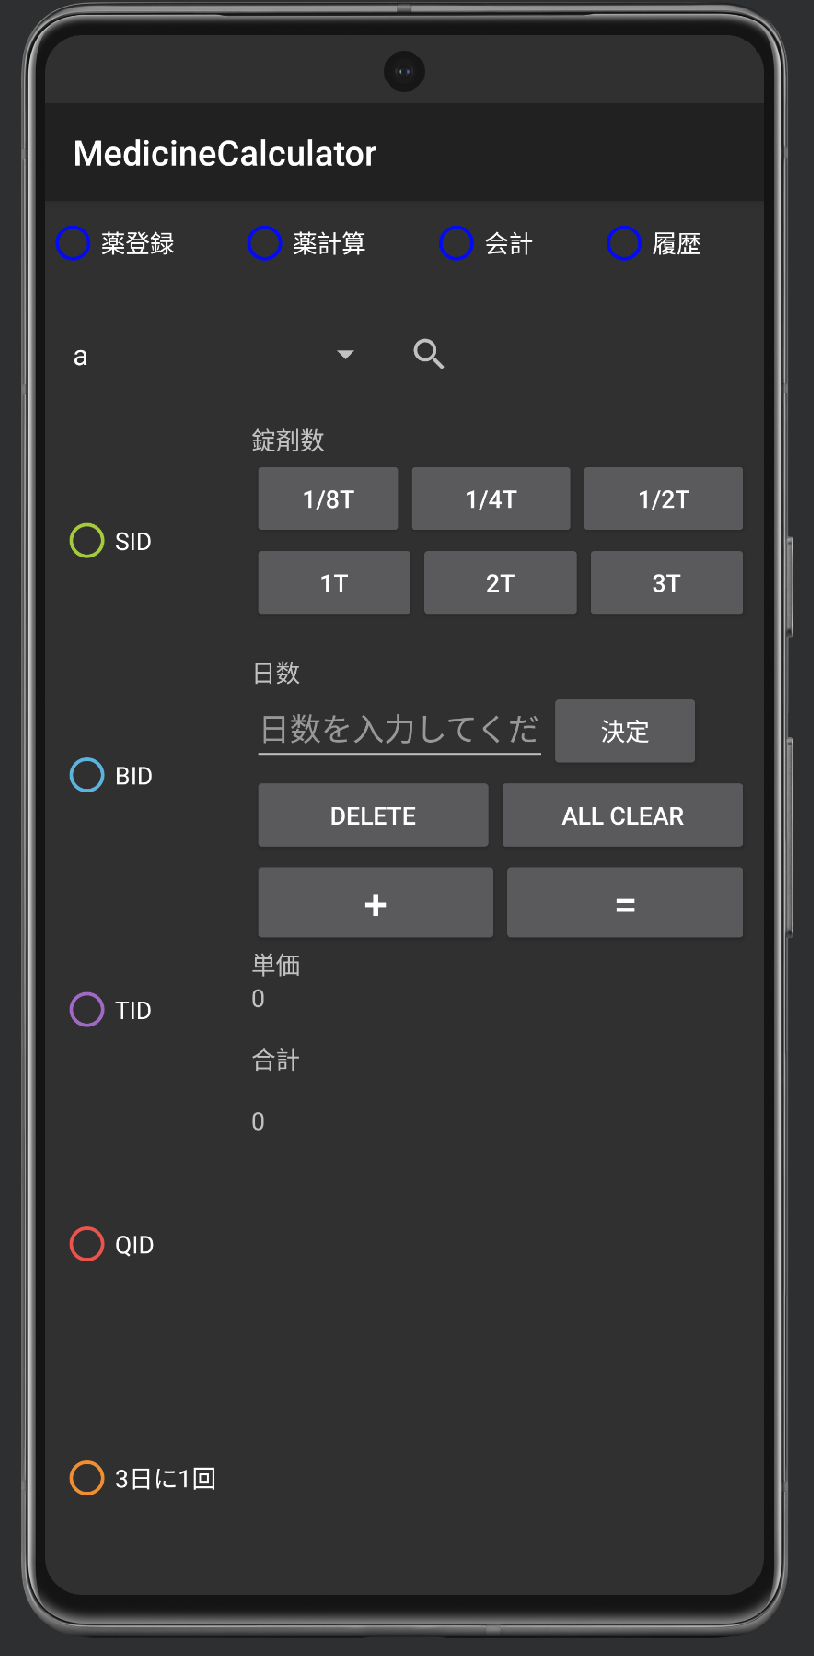 MedicineCalculator
薬登録 薬計算 会計 履歴
a
錠剤数
1/8T 1/4T 1/2T
SID
1T 2T 3T
日数
日数を入力してくだ 決定
BID
DELETE ALL CLEAR
+ =
単価
0
TID
合計
0
QID
3日に1回